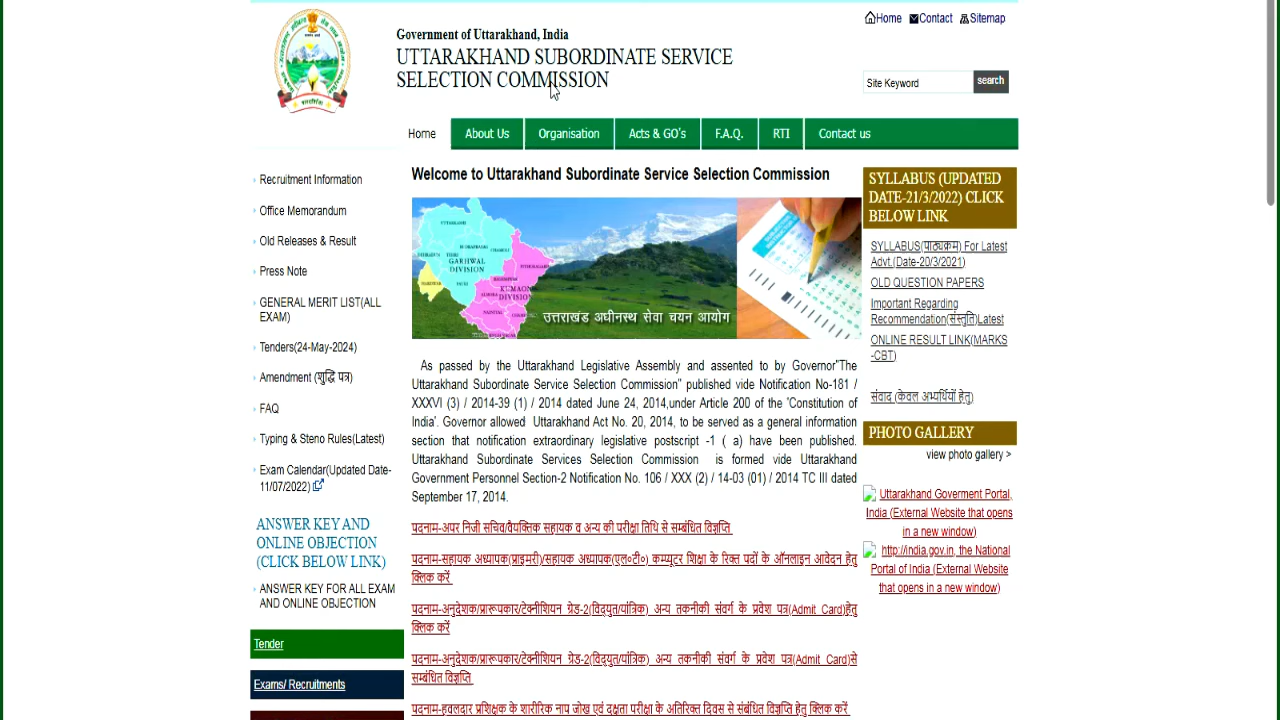 Home Contact Sitemap
Government of Uttarakhand, India
UTTARAKHAND SUBORDINATE SERVICE
SELECTION COMMISSION
Site Keyword search
Home About Us Organisation Acts & GO's F.A.Q. RTI Contact us
Recruitment Information
Office Memorandum
Old Releases & Result
Press Note
GENERAL MERIT LIST(ALL
EXAM)
Tenders(24-May-2024)
Amendment (शुद्धि पत्र)
FAQ
Typing & Steno Rules(Latest)
Exam Calendar(Updated Date-
11/07/2022)
ANSWER KEY AND
ONLINE OBJECTION
(CLICK BELOW LINK)
ANSWER KEY FOR ALL EXAM
AND ONLINE OBJECTION
Tender
Exams/ Recruitments
Welcome to Uttarakhand Subordinate Service Selection Commission
GARHWAL
DIVISION
KUMAON
DIVISION
उत्तराखंड अधीनस्थ सेवा चयन आयोग
As passed by the Uttarakhand Legislative Assembly and assented to by Governor"The
Uttarakhand Subordinate Service Selection Commission" published vide Notification No-181 /
XXXVI (3) / 2014-39 (1) / 2014 dated June 24, 2014,under Article 200 of the 'Constitution of
India'. Governor allowed Uttarakhand Act No. 20, 2014, to be served as a general information
section that notification extraordinary legislative postscript -1 ( a) have been published.
Uttarakhand Subordinate Services Selection Commission is formed vide Uttarakhand
Government Personnel Section-2 Notification No. 106 / XXX (2) / 14-03 (01) / 2014 TC III dated
September 17, 2014.
पदनाम-अपर निजी सचिव/वैयक्तिक सहायक व अन्य की परीक्षा तिथि से सम्बंधित विज्ञप्ति
पदनाम-सहायक अध्यापक(प्राइमरी)/सहायक अध्यापक(एल०टी०) कम्प्यूटर शिक्षा के रिक्त पदों के ऑनलाइन आवेदन हेतु
क्लिक करें
पदनाम-अनुदेशक/प्रारूपकार/टेक्नीशियन ग्रेड-2(विद्युत/यांत्रिक) अन्य तकनीकी संवर्ग के प्रवेश पत्र(Admit Card)हेतु
क्लिक करें
पदनाम-अनुदेशक/प्रारूपकार/टेक्नीशियन ग्रेड-2(विद्युत/यांत्रिक) अन्य तकनीकी संवर्ग के प्रवेश पत्र(Admit Card)से
सम्बंधित विज्ञप्ति
पदनाम-हवलदार प्रशिक्षक के शारीरिक नाप जोख एवं दक्षता परीक्षा के अतिरिक्त दिवस से संबंधित विज्ञप्ति हेतु क्लिक करें
SYLLABUS (UPDATED
DATE-21/3/2022) CLICK
BELOW LINK
SYLLABUS(पाठ्यक्रम) For Latest
Advt.(Date-20/3/2021)
OLD QUESTION PAPERS
Important Regarding
Recommendation(संस्तुति)Latest
ONLINE RESULT LINK(MARKS
-CBT)
संवाद (केवल अभ्यर्थियों हेतु)
PHOTO GALLERY
view photo gallery >
Uttarakhand Goverment Portal,
India (External Website that opens
in a new window)
http://india.gov.in, the National
Portal of India (External Website
that opens in a new window)